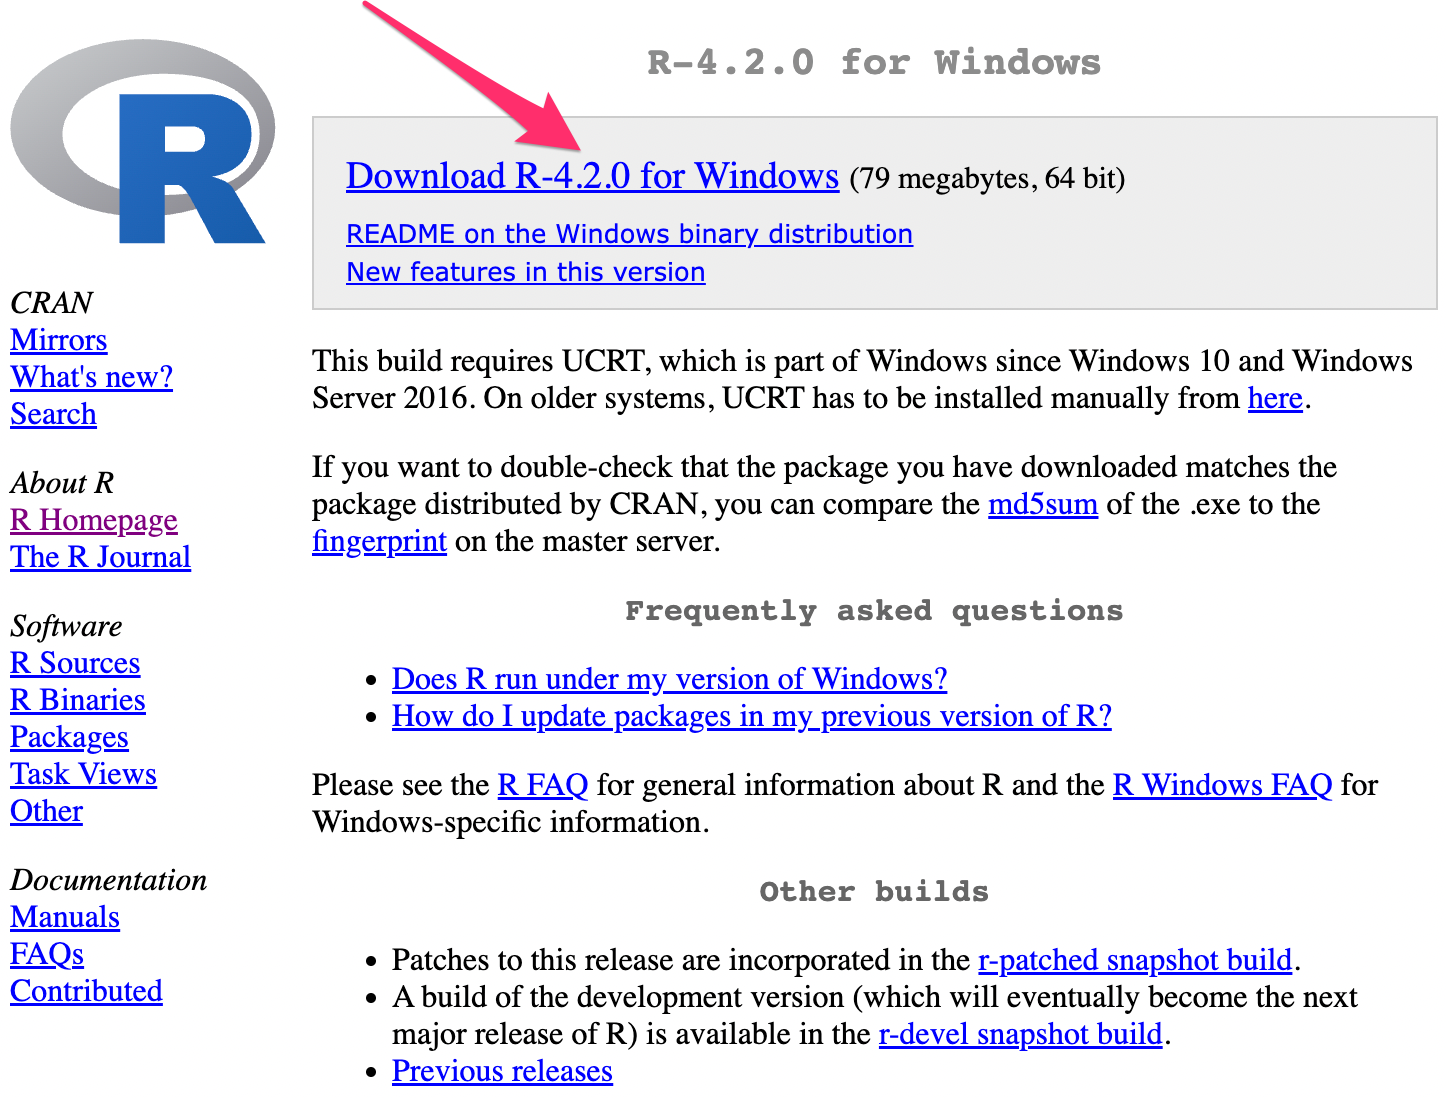 R
CRAN
Mirrors
What's new?
Search
About R
R Homepage
The R Journal
Software
R Sources
R Binaries
Packages
Task Views
Other
Documentation
Manuals
FAQs
Contributed
R-4.2.0 for Windows
Download R-4.2.0 for Windows (79 megabytes, 64 bit)
README on the Windows binary distribution
New features in this version
This build requires UCRT, which is part of Windows since Windows 10 and Windows
Server 2016. On older systems, UCRT has to be installed manually from here.
If you want to double-check that the package you have downloaded matches the
package distributed by CRAN, you can compare the md5sum of the .exe to the
fingerprint on the master server.
Frequently asked questions
• Does R run under my version of Windows?
• How do I update packages in my previous version of R?
Please see the R FAQ for general information about R and the R Windows FAQ for
Windows-specific information.
Other builds
• Patches to this release are incorporated in the r-patched snapshot build.
• A build of the development version (which will eventually become the next
major release of R) is available in the r-devel snapshot build.
• Previous releases